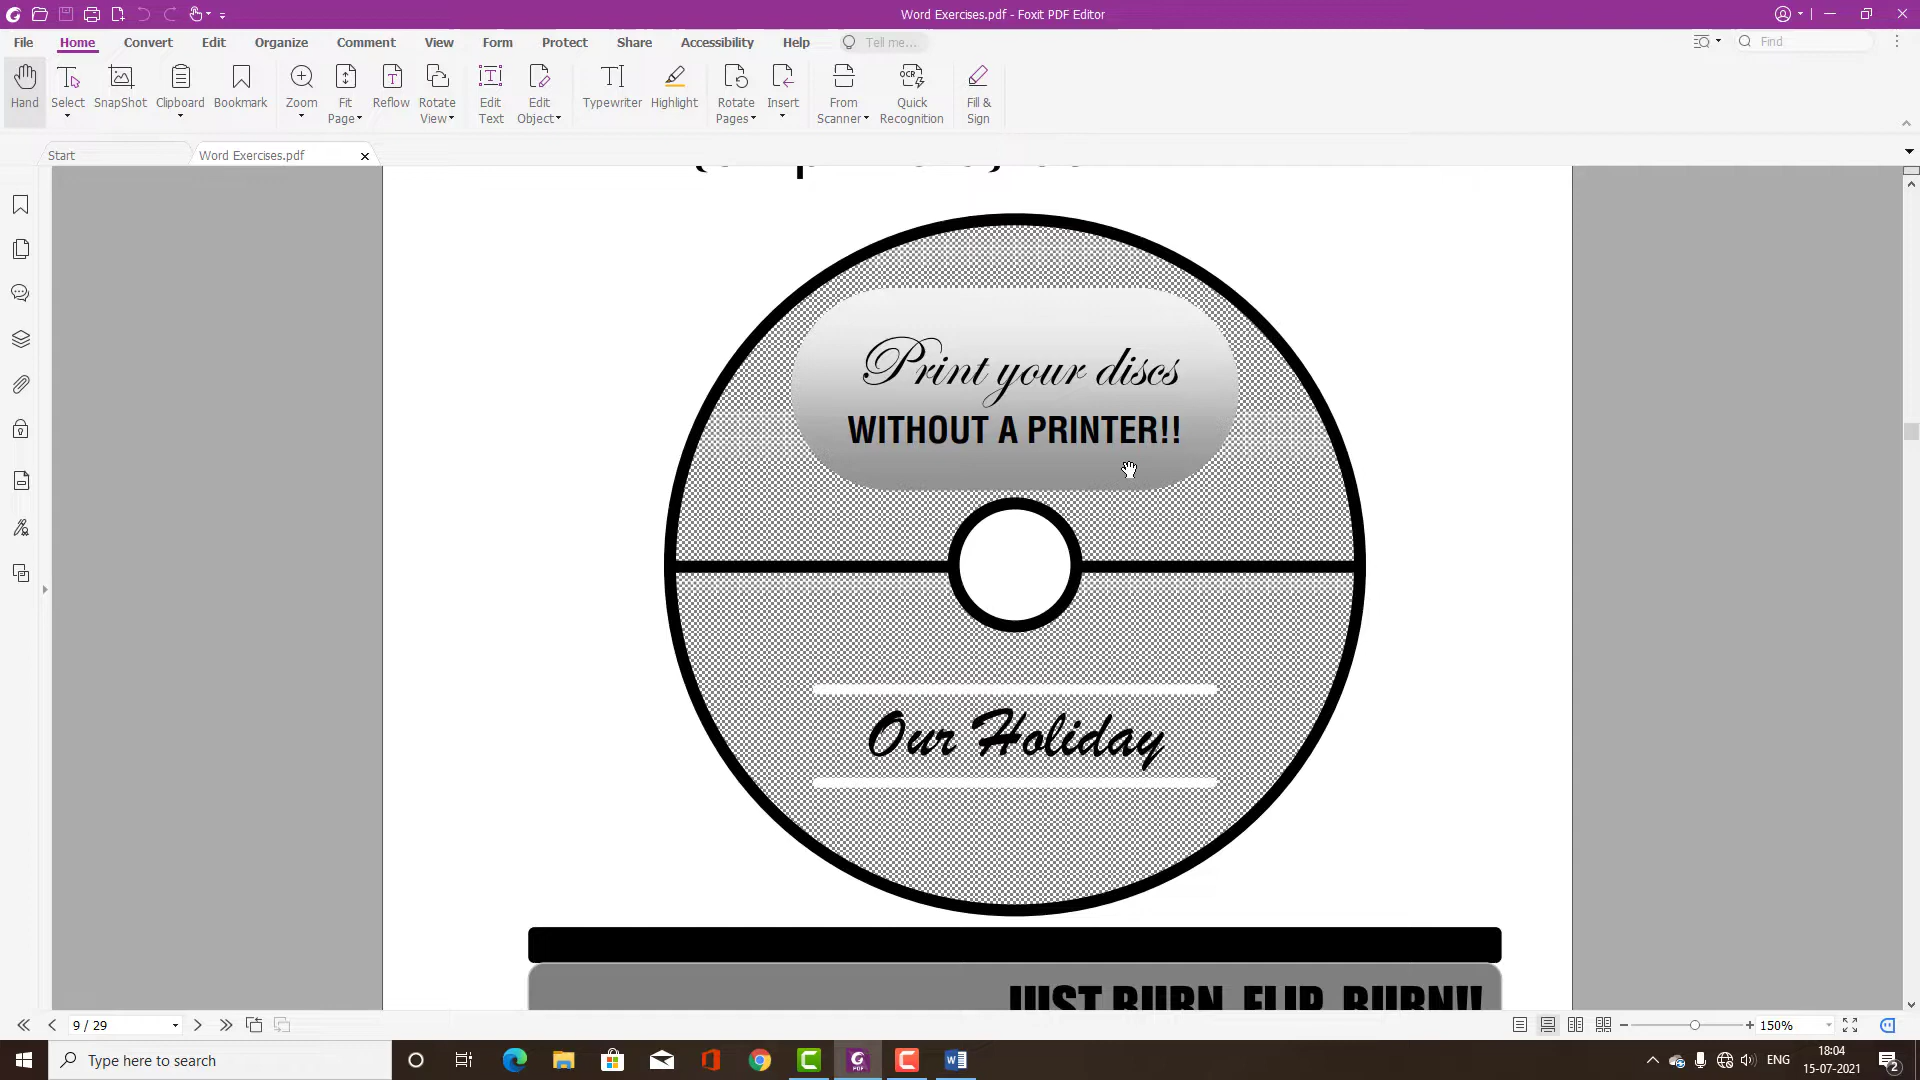 Word Exercises.pdf - Foxit PDF Editor
File Home Convert Edit Organize Comment View Form Protect Share Accessibility Help Tell me... Find
Hand Select SnapShot Clipboard Bookmark Zoom Fit Page Reflow Rotate View Edit Text Edit Object Typewriter Highlight Rotate Pages Insert From Scanner Quick Recognition Fill & Sign
Start Word Exercises.pdf
Print your discs
WITHOUT A PRINTER!!
Our Holiday
JUST BURN, FLIP, BURN!!
9 / 29 150%
Type here to search ENG 18:04
15-07-2021 2